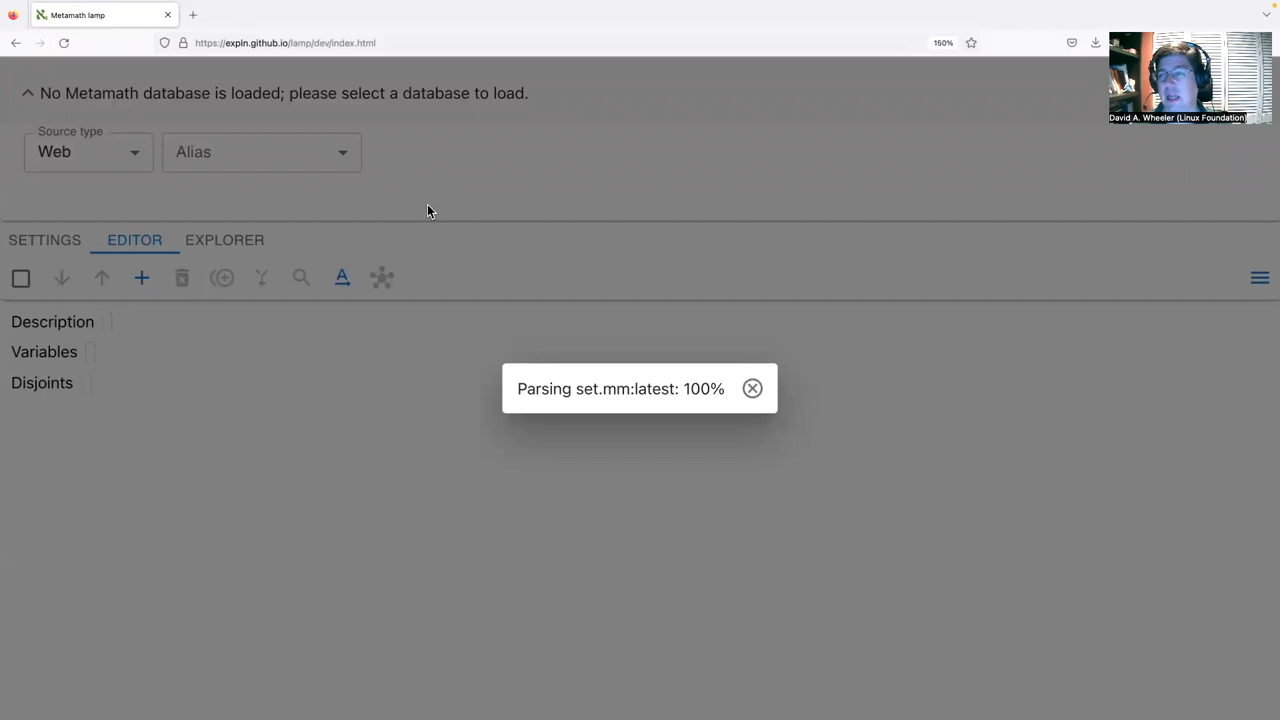 Metamath lamp
https://expln.github.io/lamp/dev/index.html
150%
David A. Wheeler (Linux Foundation)
No Metamath database is loaded; please select a database to load.
Source type
Web
Alias
SETTINGS
EDITOR
EXPLORER
Description
Variables
Disjoints
Parsing set.mm:latest: 100%